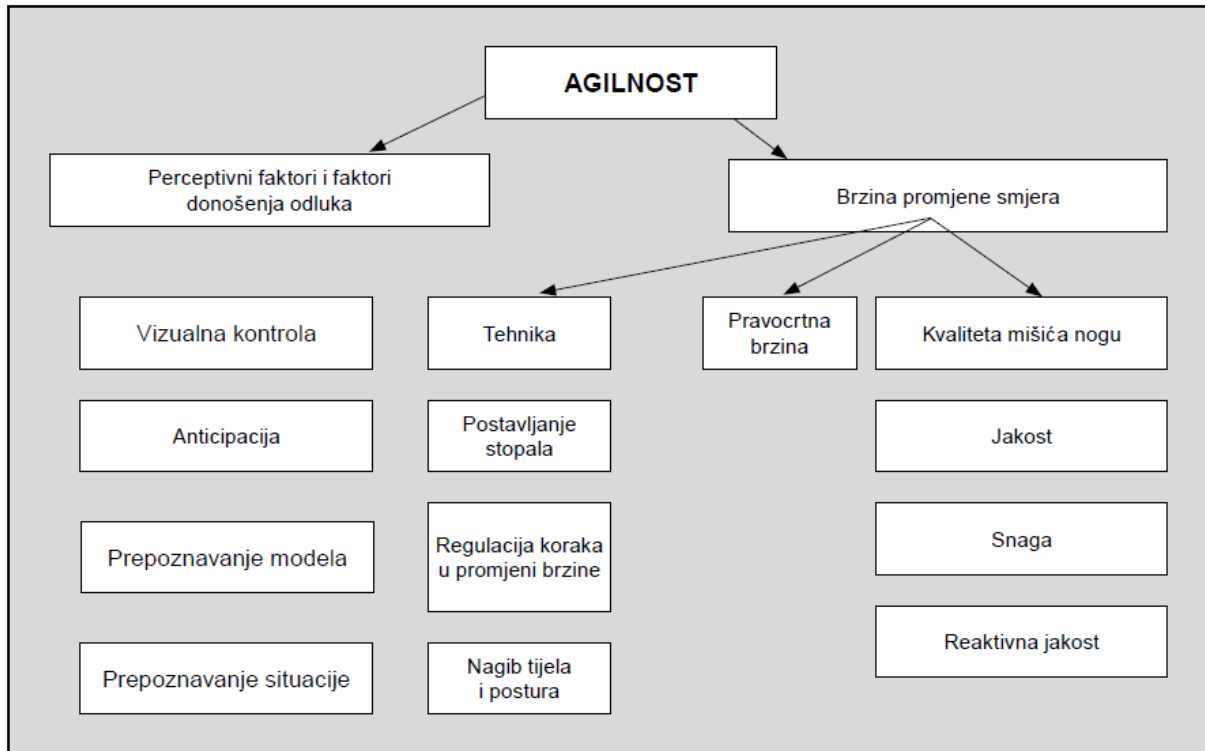 AGILNOST
Perceptivni faktori i faktori
donošenja odluka
Brzina promjene smjera
Vizualna kontrola
Tehnika
Pravocrtna
brzina
Kvaliteta mišića nogu
Anticipacija
Postavljanje
stopala
Jakost
Prepoznavanje modela
Regulacija koraka
u promjeni brzine
Snaga
Prepoznavanje situacije
Nagib tijela
i postura
Reaktivna jakost